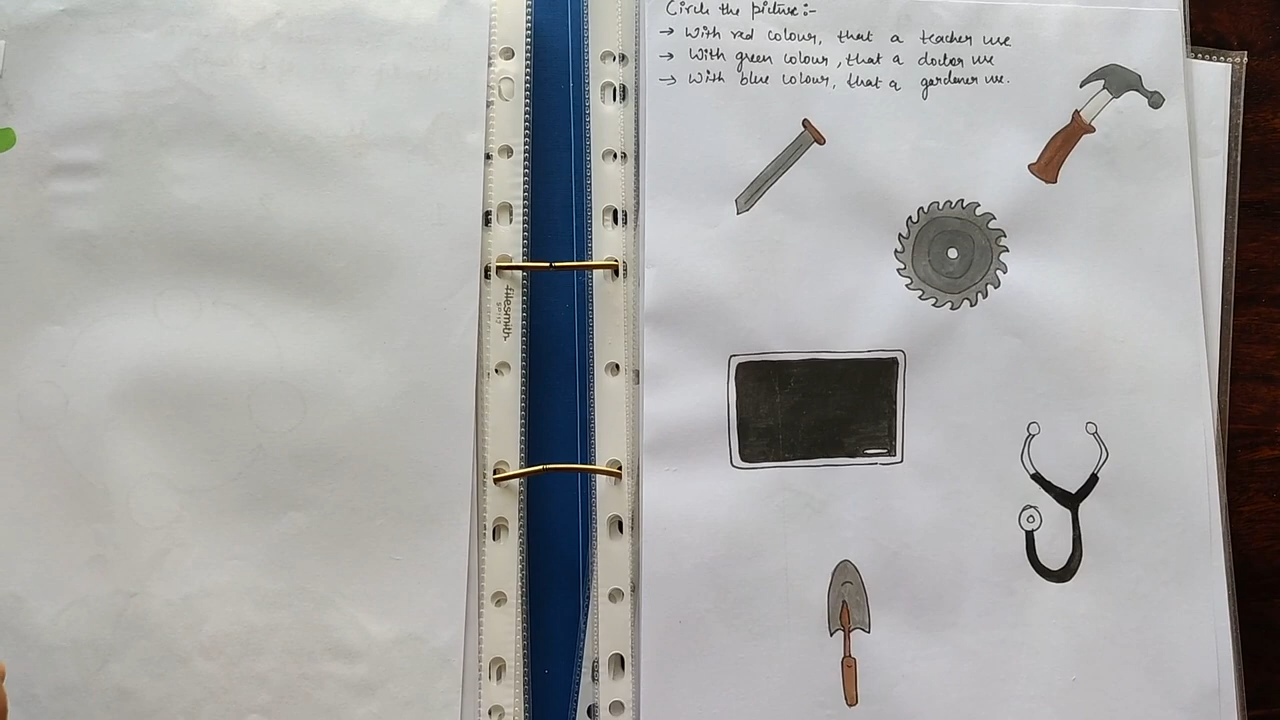 filesmith
Circle the picture:-
→ With red colour, that a teacher use
→ With green colour, that a doctor use
→ With blue colour, that a gardener use.